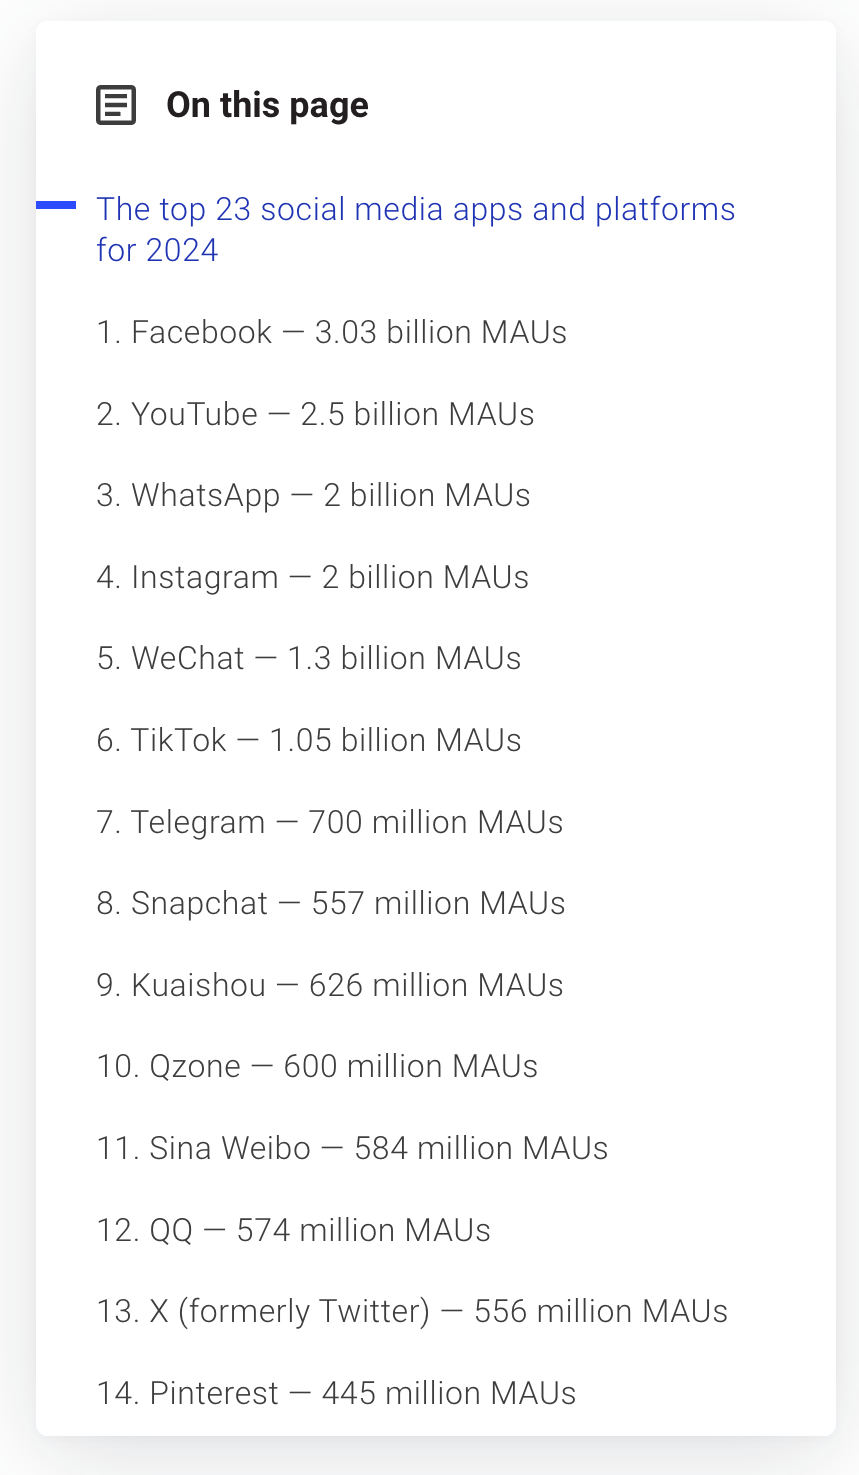 On this page
The top 23 social media apps and platforms
for 2024
1. Facebook — 3.03 billion MAUs
2. YouTube — 2.5 billion MAUs
3. WhatsApp — 2 billion MAUs
4. Instagram — 2 billion MAUs
5. WeChat — 1.3 billion MAUs
6. TikTok — 1.05 billion MAUs
7. Telegram — 700 million MAUs
8. Snapchat — 557 million MAUs
9. Kuaishou — 626 million MAUs
10. Qzone — 600 million MAUs
11. Sina Weibo — 584 million MAUs
12. QQ — 574 million MAUs
13. X (formerly Twitter) — 556 million MAUs
14. Pinterest — 445 million MAUs